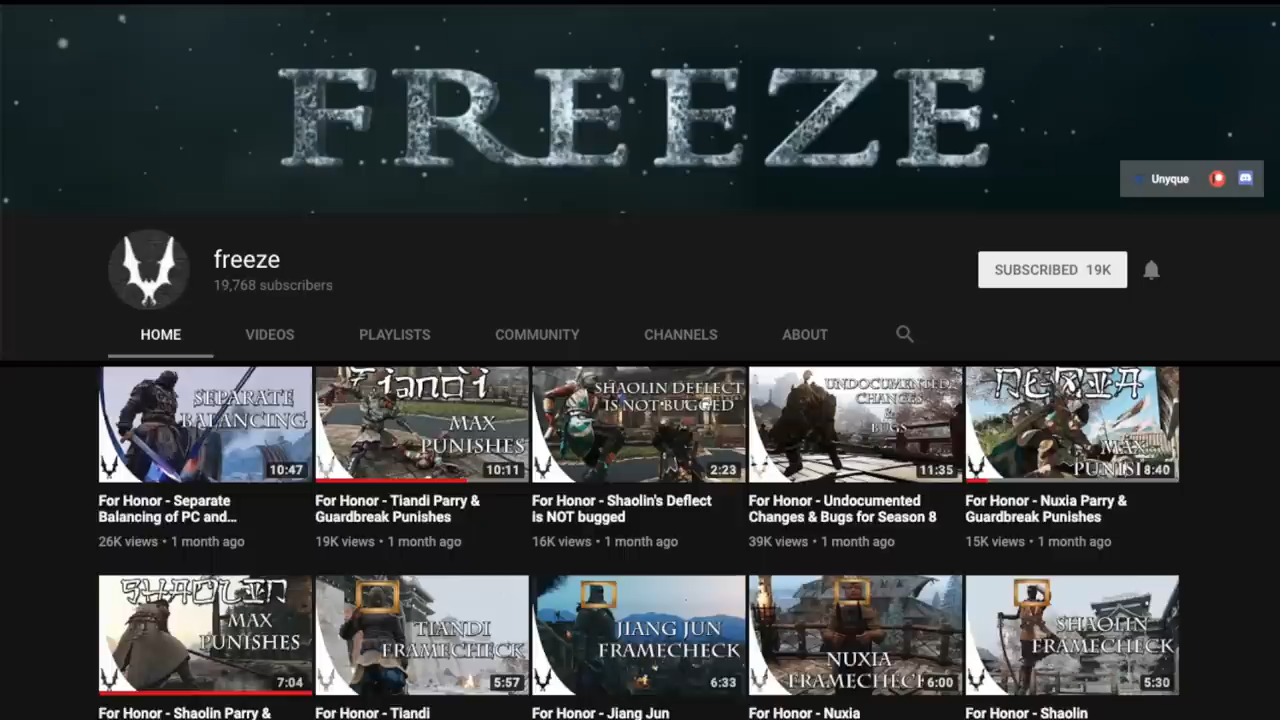 FREEZE
Unyque
freeze
19,768 subscribers
SUBSCRIBED 19K
HOME VIDEOS PLAYLISTS COMMUNITY CHANNELS ABOUT
SEPARATE
BALANCING
10:47
Tiandi
MAX
PUNISHES
10:11
SHAOLIN DEFLECT
IS NOT BUGGED
2:23
UNDOCUMENTED
CHANGES
&
BUGS
11:35
NUXIA
MAX
8:40
For Honor - Separate
Balancing of PC and...
26K views • 1 month ago
For Honor - Tiandi Parry &
Guardbreak Punishes
19K views • 1 month ago
For Honor - Shaolin's Deflect
is NOT bugged
16K views • 1 month ago
For Honor - Undocumented
Changes & Bugs for Season 8
39K views • 1 month ago
For Honor - Nuxia Parry &
Guardbreak Punishes
15K views • 1 month ago
SHAOLIN
MAX
PUNISHES
7:04
TIANDI
FRAMECHECK
5:57
JIANG JUN
FRAMECHECK
6:33
NUXIA
FRAMECHECK
6:00
SHAOLIN
FRAMECHECK
5:30
For Honor - Shaolin Parry &
For Honor - Tiandi
For Honor - Jiang Jun
For Honor - Nuxia
For Honor - Shaolin